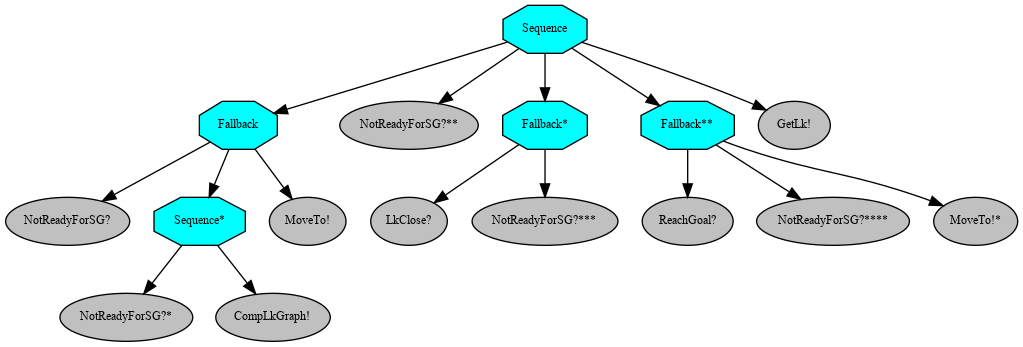 Sequence
Fallback
NotReadyForSG?**
Fallback*
Fallback**
GetLk!
NotReadyForSG?
Sequence*
MoveTo!
LkClose?
NotReadyForSG?***
ReachGoal?
NotReadyForSG?****
MoveTo!*
NotReadyForSG?*
CompLkGraph!